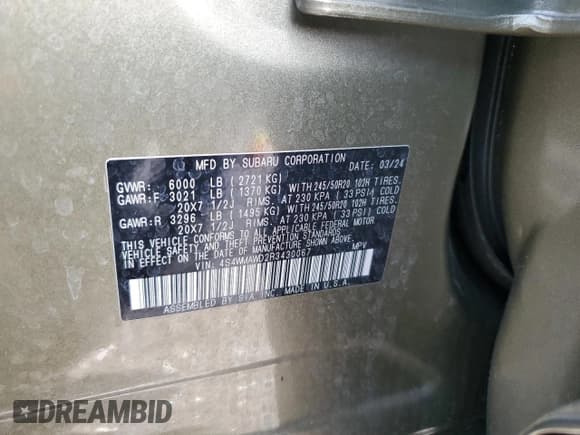 MFD BY SUBARU CORPORATION DATE: 03/24
GVWR: 6000 LB (2721 KG)
GAWR:F 3021 LB (1370 KG) WITH 245/50R20 102H TIRES.
20X7 1/2J RIMS. AT 230 KPA (33 PSI) COLD
GAWR:R 3296 LB (1495 KG) WITH 245/50R20 102H TIRES.
20X7 1/2J RIMS. AT 230 KPA (33 PSI) COLD
THIS VEHICLE CONFORMS TO ALL APPLICABLE FEDERAL MOTOR
VEHICLE SAFETY AND BUMPER STANDARDS
IN EFFECT ON THE DATE OF MANUFACTURE SHOWN ABOVE.
VIN: 4S4WMAWD2R3430067 MPV
ASSEMBLED BY SIA, INC. MADE IN U.S.A.
DREAMBID